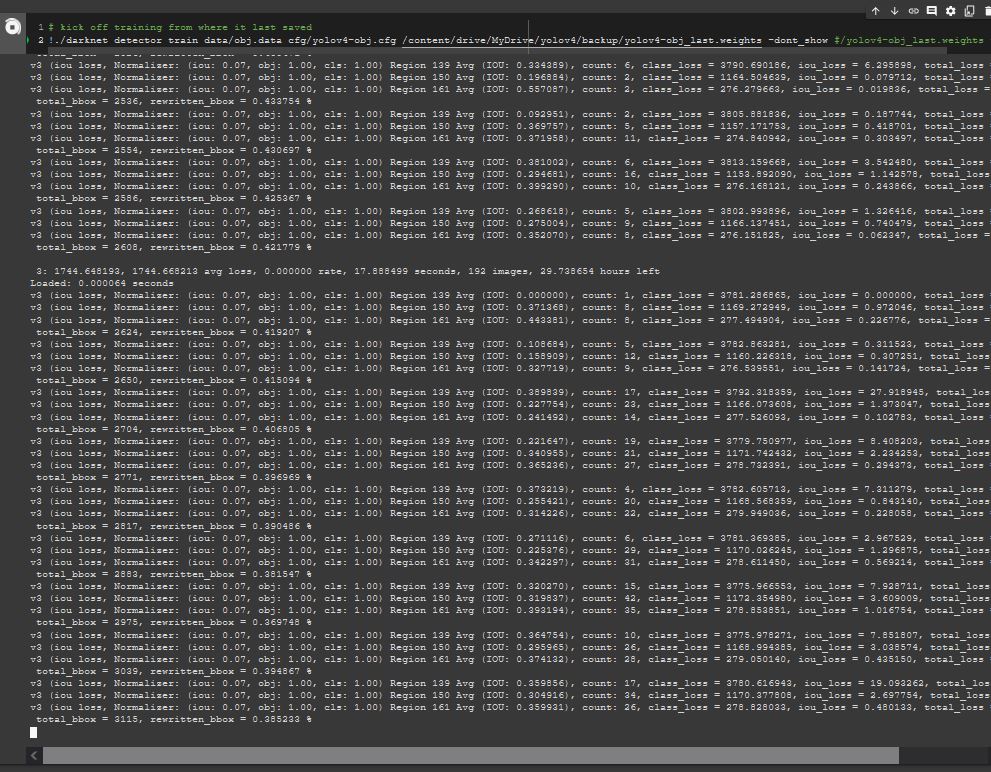 1 # kick off training from where it last saved
2 !./darknet detector train data/obj.data cfg/yolov4-obj.cfg /content/drive/MyDrive/yolov4/backup/yolov4-obj_last.weights -dont_show #/yolov4-obj_last.weights
v3 (iou loss, Normalizer: (iou: 0.07, obj: 1.00, cls: 1.00) Region 139 Avg (IOU: 0.334389), count: 6, class_loss = 3790.690186, iou_loss = 6.295898, total_loss
v3 (iou loss, Normalizer: (iou: 0.07, obj: 1.00, cls: 1.00) Region 150 Avg (IOU: 0.196884), count: 2, class_loss = 1164.504639, iou_loss = 0.079712, total_loss
v3 (iou loss, Normalizer: (iou: 0.07, obj: 1.00, cls: 1.00) Region 161 Avg (IOU: 0.557087), count: 2, class_loss = 276.279663, iou_loss = 0.019836, total_loss =
total_bbox = 2536, rewritten_bbox = 0.433754 %
v3 (iou loss, Normalizer: (iou: 0.07, obj: 1.00, cls: 1.00) Region 139 Avg (IOU: 0.092951), count: 2, class_loss = 3805.881836, iou_loss = 0.187744, total_loss
v3 (iou loss, Normalizer: (iou: 0.07, obj: 1.00, cls: 1.00) Region 150 Avg (IOU: 0.369757), count: 5, class_loss = 1157.171753, iou_loss = 0.418701, total_loss
v3 (iou loss, Normalizer: (iou: 0.07, obj: 1.00, cls: 1.00) Region 161 Avg (IOU: 0.371958), count: 11, class_loss = 274.840942, iou_loss = 0.303497, total_loss
total_bbox = 2554, rewritten_bbox = 0.430697 %
v3 (iou loss, Normalizer: (iou: 0.07, obj: 1.00, cls: 1.00) Region 139 Avg (IOU: 0.381002), count: 6, class_loss = 3813.159668, iou_loss = 3.542480, total_loss
v3 (iou loss, Normalizer: (iou: 0.07, obj: 1.00, cls: 1.00) Region 150 Avg (IOU: 0.294681), count: 16, class_loss = 1153.892090, iou_loss = 1.142578, total_loss
v3 (iou loss, Normalizer: (iou: 0.07, obj: 1.00, cls: 1.00) Region 161 Avg (IOU: 0.399290), count: 10, class_loss = 276.168121, iou_loss = 0.243866, total_loss
total_bbox = 2586, rewritten_bbox = 0.425367 %
v3 (iou loss, Normalizer: (iou: 0.07, obj: 1.00, cls: 1.00) Region 139 Avg (IOU: 0.268618), count: 5, class_loss = 3802.993896, iou_loss = 1.326416, total_loss
v3 (iou loss, Normalizer: (iou: 0.07, obj: 1.00, cls: 1.00) Region 150 Avg (IOU: 0.275004), count: 9, class_loss = 1166.137451, iou_loss = 0.740479, total_loss
v3 (iou loss, Normalizer: (iou: 0.07, obj: 1.00, cls: 1.00) Region 161 Avg (IOU: 0.352070), count: 8, class_loss = 276.151825, iou_loss = 0.062347, total_loss =
total_bbox = 2608, rewritten_bbox = 0.421779 %
3: 1744.648193, 1744.668213 avg loss, 0.000000 rate, 17.888499 seconds, 192 images, 29.738654 hours left
Loaded: 0.000064 seconds
v3 (iou loss, Normalizer: (iou: 0.07, obj: 1.00, cls: 1.00) Region 139 Avg (IOU: 0.000000), count: 1, class_loss = 3781.286865, iou_loss = 0.000000, total_loss
v3 (iou loss, Normalizer: (iou: 0.07, obj: 1.00, cls: 1.00) Region 150 Avg (IOU: 0.371368), count: 8, class_loss = 1169.272949, iou_loss = 0.972046, total_loss
v3 (iou loss, Normalizer: (iou: 0.07, obj: 1.00, cls: 1.00) Region 161 Avg (IOU: 0.443381), count: 8, class_loss = 277.494904, iou_loss = 0.226776, total_loss =
total_bbox = 2624, rewritten_bbox = 0.419207 %
v3 (iou loss, Normalizer: (iou: 0.07, obj: 1.00, cls: 1.00) Region 139 Avg (IOU: 0.108684), count: 5, class_loss = 3782.863281, iou_loss = 0.311523, total_loss
v3 (iou loss, Normalizer: (iou: 0.07, obj: 1.00, cls: 1.00) Region 150 Avg (IOU: 0.158909), count: 12, class_loss = 1160.226318, iou_loss = 0.307251, total_loss
v3 (iou loss, Normalizer: (iou: 0.07, obj: 1.00, cls: 1.00) Region 161 Avg (IOU: 0.327719), count: 9, class_loss = 276.539551, iou_loss = 0.141724, total_loss =
total_bbox = 2650, rewritten_bbox = 0.415094 %
v3 (iou loss, Normalizer: (iou: 0.07, obj: 1.00, cls: 1.00) Region 139 Avg (IOU: 0.389839), count: 17, class_loss = 3792.318359, iou_loss = 27.918945, total_los
v3 (iou loss, Normalizer: (iou: 0.07, obj: 1.00, cls: 1.00) Region 150 Avg (IOU: 0.227754), count: 23, class_loss = 1166.073608, iou_loss = 1.373047, total_loss
v3 (iou loss, Normalizer: (iou: 0.07, obj: 1.00, cls: 1.00) Region 161 Avg (IOU: 0.241492), count: 14, class_loss = 277.526093, iou_loss = 0.102783, total_loss
total_bbox = 2704, rewritten_bbox = 0.406805 %
v3 (iou loss, Normalizer: (iou: 0.07, obj: 1.00, cls: 1.00) Region 139 Avg (IOU: 0.221647), count: 19, class_loss = 3779.750977, iou_loss = 8.408203, total_loss
v3 (iou loss, Normalizer: (iou: 0.07, obj: 1.00, cls: 1.00) Region 150 Avg (IOU: 0.340955), count: 21, class_loss = 1171.742432, iou_loss = 2.234253, total_loss
v3 (iou loss, Normalizer: (iou: 0.07, obj: 1.00, cls: 1.00) Region 161 Avg (IOU: 0.365236), count: 27, class_loss = 278.732391, iou_loss = 0.294373, total_loss
total_bbox = 2771, rewritten_bbox = 0.396969 %
v3 (iou loss, Normalizer: (iou: 0.07, obj: 1.00, cls: 1.00) Region 139 Avg (IOU: 0.373219), count: 4, class_loss = 3782.605713, iou_loss = 7.311279, total_loss
v3 (iou loss, Normalizer: (iou: 0.07, obj: 1.00, cls: 1.00) Region 150 Avg (IOU: 0.255421), count: 20, class_loss = 1168.568359, iou_loss = 0.843140, total_loss
v3 (iou loss, Normalizer: (iou: 0.07, obj: 1.00, cls: 1.00) Region 161 Avg (IOU: 0.314226), count: 22, class_loss = 279.949036, iou_loss = 0.228058, total_loss
total_bbox = 2817, rewritten_bbox = 0.390486 %
v3 (iou loss, Normalizer: (iou: 0.07, obj: 1.00, cls: 1.00) Region 139 Avg (IOU: 0.271116), count: 6, class_loss = 3781.369385, iou_loss = 2.967529, total_loss
v3 (iou loss, Normalizer: (iou: 0.07, obj: 1.00, cls: 1.00) Region 150 Avg (IOU: 0.225376), count: 29, class_loss = 1170.026245, iou_loss = 1.296875, total_loss
v3 (iou loss, Normalizer: (iou: 0.07, obj: 1.00, cls: 1.00) Region 161 Avg (IOU: 0.342297), count: 31, class_loss = 278.611450, iou_loss = 0.569214, total_loss
total_bbox = 2883, rewritten_bbox = 0.381547 %
v3 (iou loss, Normalizer: (iou: 0.07, obj: 1.00, cls: 1.00) Region 139 Avg (IOU: 0.320270), count: 15, class_loss = 3775.966553, iou_loss = 7.928711, total_loss
v3 (iou loss, Normalizer: (iou: 0.07, obj: 1.00, cls: 1.00) Region 150 Avg (IOU: 0.319837), count: 42, class_loss = 1172.354980, iou_loss = 3.609009, total_loss
v3 (iou loss, Normalizer: (iou: 0.07, obj: 1.00, cls: 1.00) Region 161 Avg (IOU: 0.393194), count: 35, class_loss = 278.853851, iou_loss = 1.016754, total_loss
total_bbox = 2975, rewritten_bbox = 0.369748 %
v3 (iou loss, Normalizer: (iou: 0.07, obj: 1.00, cls: 1.00) Region 139 Avg (IOU: 0.364754), count: 10, class_loss = 3775.978271, iou_loss = 7.851807, total_loss
v3 (iou loss, Normalizer: (iou: 0.07, obj: 1.00, cls: 1.00) Region 150 Avg (IOU: 0.295965), count: 26, class_loss = 1168.994385, iou_loss = 3.038574, total_loss
v3 (iou loss, Normalizer: (iou: 0.07, obj: 1.00, cls: 1.00) Region 161 Avg (IOU: 0.374132), count: 28, class_loss = 279.050140, iou_loss = 0.435150, total_loss
total_bbox = 3039, rewritten_bbox = 0.394867 %
v3 (iou loss, Normalizer: (iou: 0.07, obj: 1.00, cls: 1.00) Region 139 Avg (IOU: 0.359856), count: 17, class_loss = 3780.616943, iou_loss = 19.093262, total_los
v3 (iou loss, Normalizer: (iou: 0.07, obj: 1.00, cls: 1.00) Region 150 Avg (IOU: 0.304916), count: 34, class_loss = 1170.377808, iou_loss = 2.697754, total_loss
v3 (iou loss, Normalizer: (iou: 0.07, obj: 1.00, cls: 1.00) Region 161 Avg (IOU: 0.359931), count: 26, class_loss = 278.828033, iou_loss = 0.480133, total_loss
total_bbox = 3115, rewritten_bbox = 0.385233 %